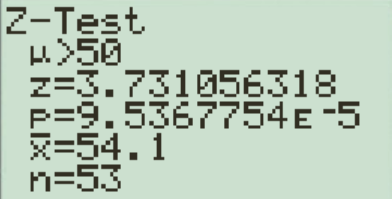 Z-Test
μ>50
z=3.731056318
p=9.5367754ᴇ-5
x̄=54.1
n=53